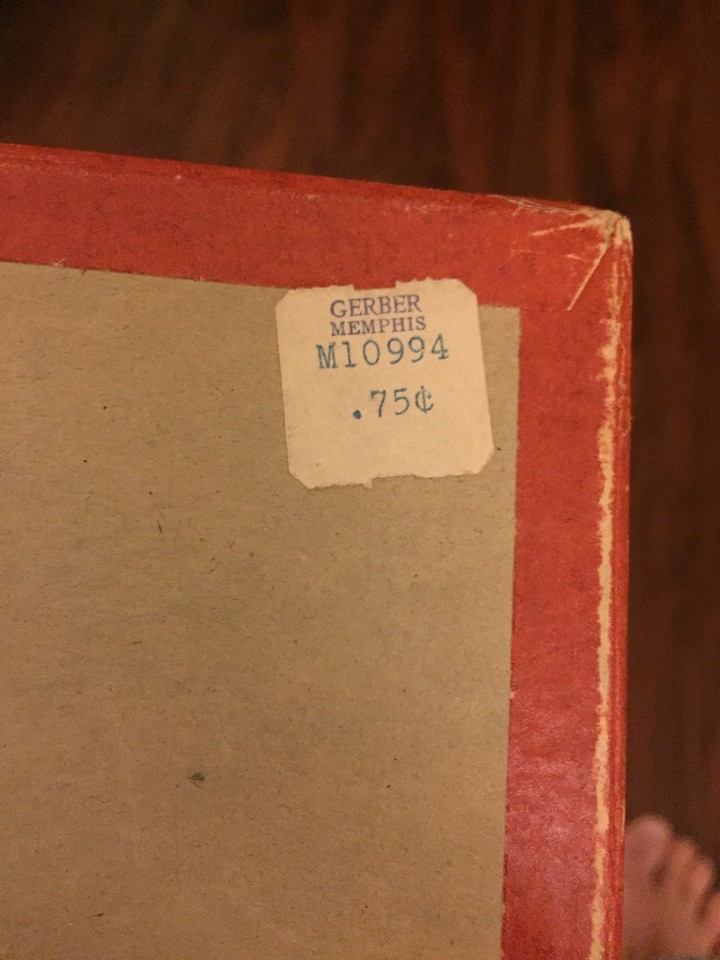 GERBER
MEMPHIS
M10994
.75¢